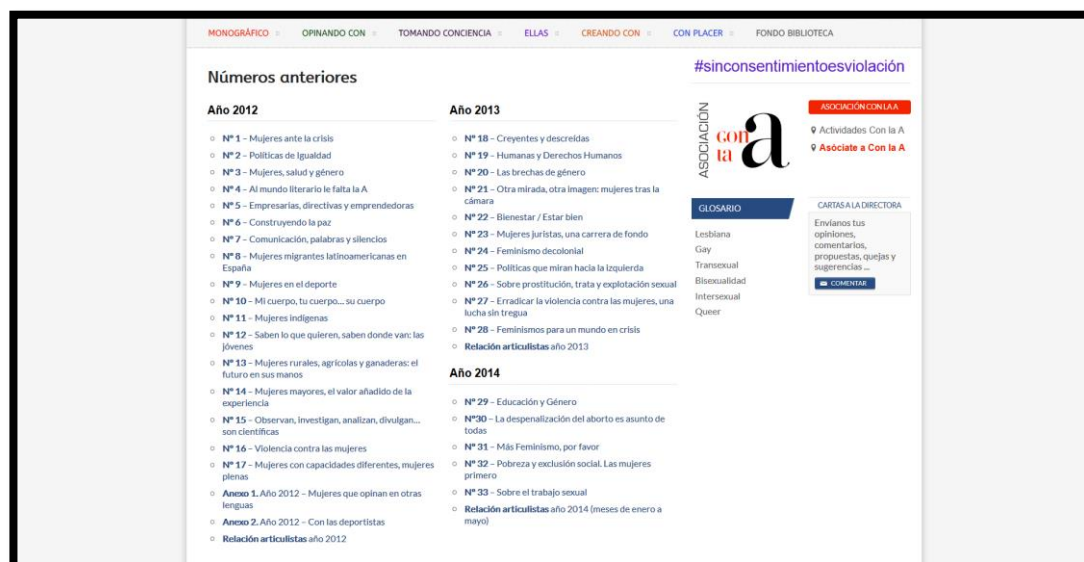 MONOGRÁFICO OPINANDO CON TOMANDO CONCIENCIA ELLAS CREANDO CON CON PLACER FONDO BIBLIOTECA
Números anteriores
Año 2012
Nº 1 – Mujeres ante la crisis
Nº 2 – Políticas de Igualdad
Nº 3 – Mujeres, salud y género
Nº 4 – Al mundo literario le falta la A
Nº 5 – Empresarias, directivas y emprendedoras
Nº 6 – Construyendo la paz
Nº 7 – Comunicación, palabras y silencios
Nº 8 – Mujeres migrantes latinoamericanas en
España
Nº 9 – Mujeres en el deporte
Nº 10 – Mi cuerpo, tu cuerpo... su cuerpo
Nº 11 – Mujeres indígenas
Nº 12 – Saben lo que quieren, saben donde van: las
jóvenes
Nº 13 – Mujeres rurales, agrícolas y ganaderas: el
futuro en sus manos
Nº 14 – Mujeres mayores, el valor añadido de la
experiencia
Nº 15 – Observan, investigan, analizan, divulgan...
son científicas
Nº 16 – Violencia contra las mujeres
Nº 17 – Mujeres con capacidades diferentes, mujeres
plenas
Anexo 1. Año 2012 – Mujeres que opinan en otras
lenguas
Anexo 2. Año 2012 – Con las deportistas
Relación articulistas año 2012
Año 2013
Nº 18 – Creyentes y descreídas
Nº 19 – Humanas y Derechos Humanos
Nº 20 – Las brechas de género
Nº 21 – Otra mirada, otra imagen: mujeres tras la
cámara
Nº 22 – Bienestar / Estar bien
Nº 23 – Mujeres juristas, una carrera de fondo
Nº 24 – Feminismo decolonial
Nº 25 – Políticas que miran hacia la izquierda
Nº 26 – Sobre prostitución, trata y explotación sexual
Nº 27 – Erradicar la violencia contra las mujeres, una
lucha sin tregua
Nº 28 – Feminismos para un mundo en crisis
Relación articulistas año 2013
Año 2014
Nº 29 – Educación y Género
Nº30 – La despenalización del aborto es asunto de
todas
Nº 31 – Más Feminismo, por favor
Nº 32 – Pobreza y exclusión social. Las mujeres
primero
Nº 33 – Sobre el trabajo sexual
Relación articulistas año 2014 (meses de enero a
mayo)
#sinconsentimientoesviolación
ASOCIACIÓN
con
la
a
ASOCIACIÓN CON LA A
Actividades Con la A
Asóciate a Con la A
GLOSARIO
Lesbiana
Gay
Transexual
Bisexualidad
Intersexual
Queer
CARTAS A LA DIRECTORA
Envíanos tus
opiniones,
comentarios,
propuestas, quejas y
sugerencias ...
COMENTAR